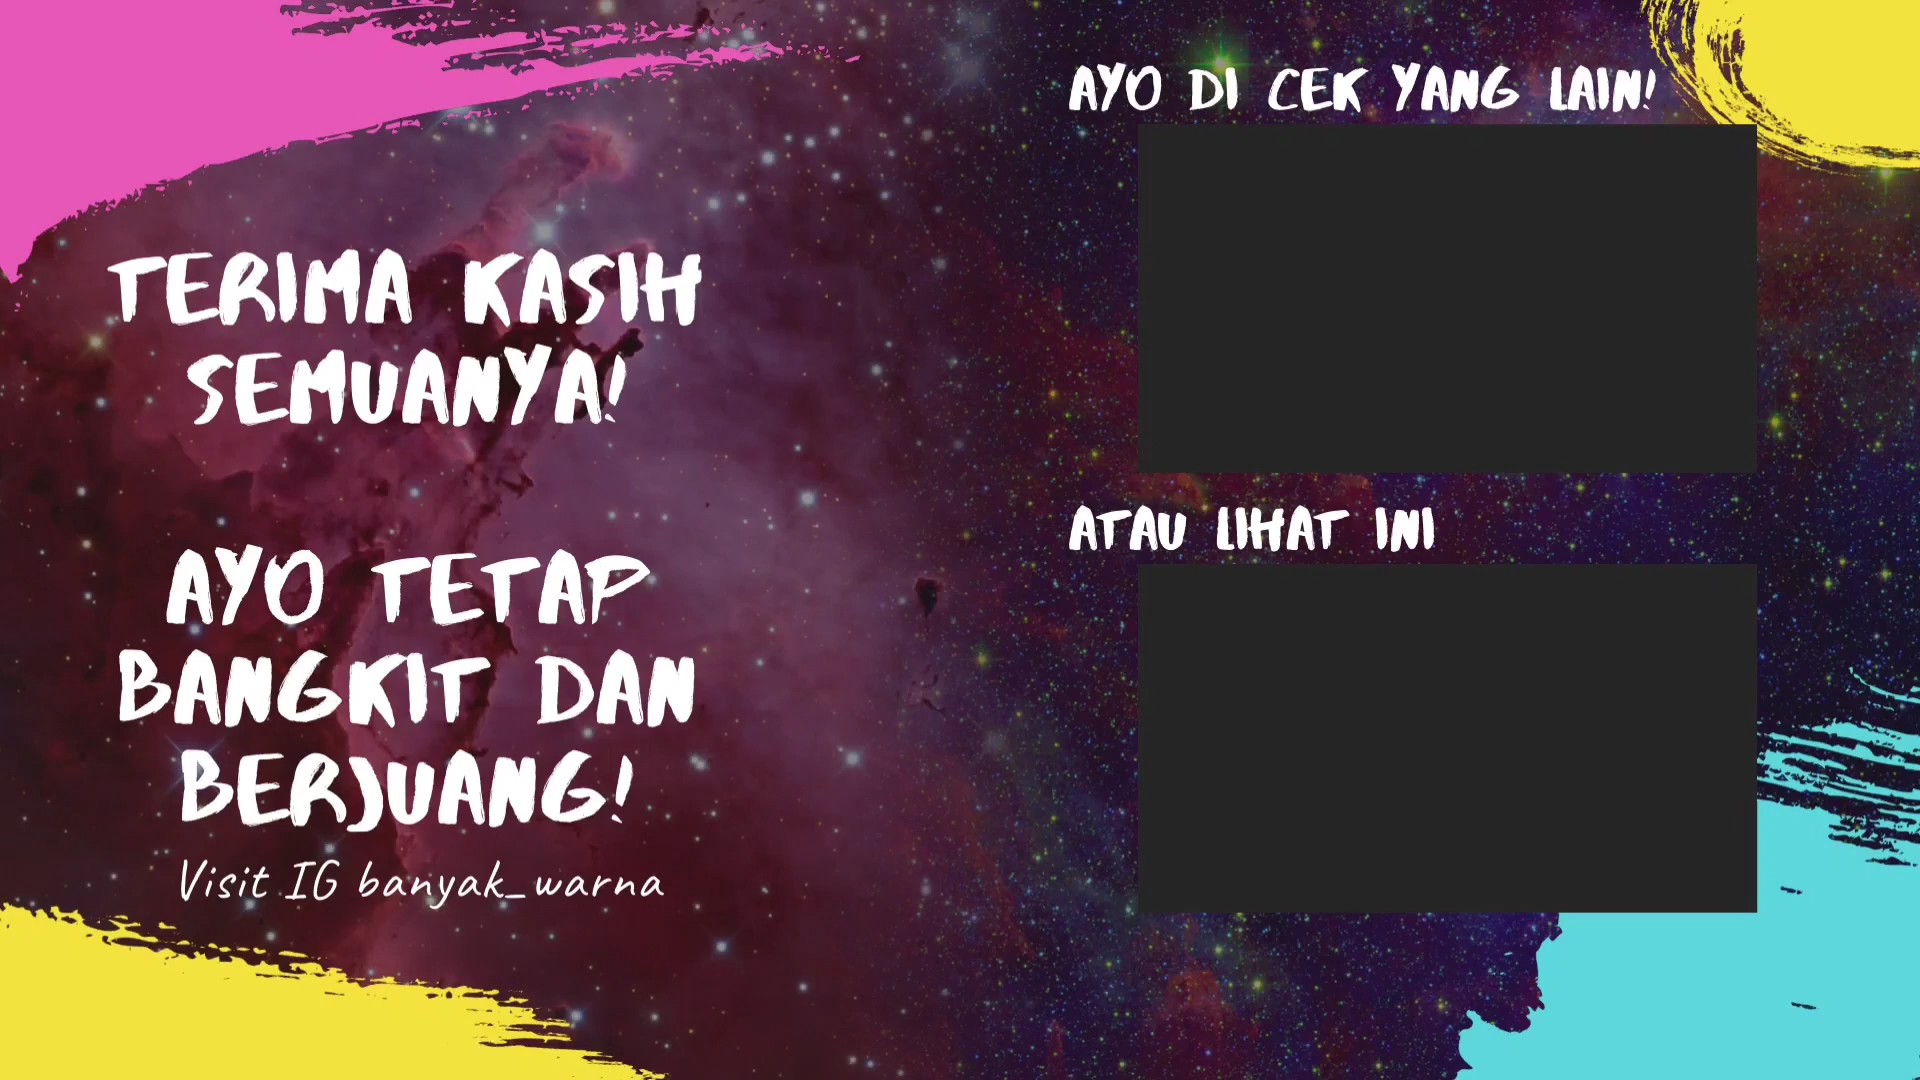 TERIMA KASIH
SEMUANYA!
AYO TETAP
BANGKIT DAN
BERJUANG!
Visit IG banyak_warna
AYO DI CEK YANG LAIN!
ATAU LIHAT INI